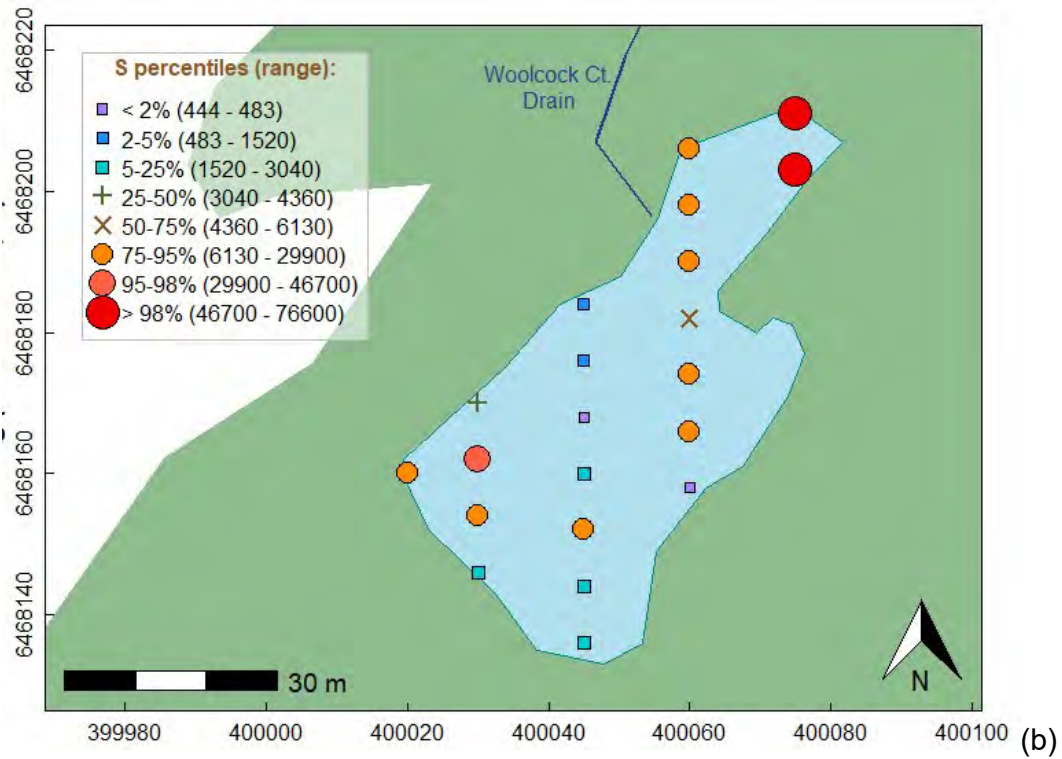 S percentiles (range):
< 2% (444 - 483)
2-5% (483 - 1520)
5-25% (1520 - 3040)
25-50% (3040 - 4360)
50-75% (4360 - 6130)
75-95% (6130 - 29900)
95-98% (29900 - 46700)
> 98% (46700 - 76600)
Woolcock Ct.
Drain
6468220
6468200
6468180
6468160
6468140
30 m
N
399980
400000
400020
400040
400060
400080
400100
(b)